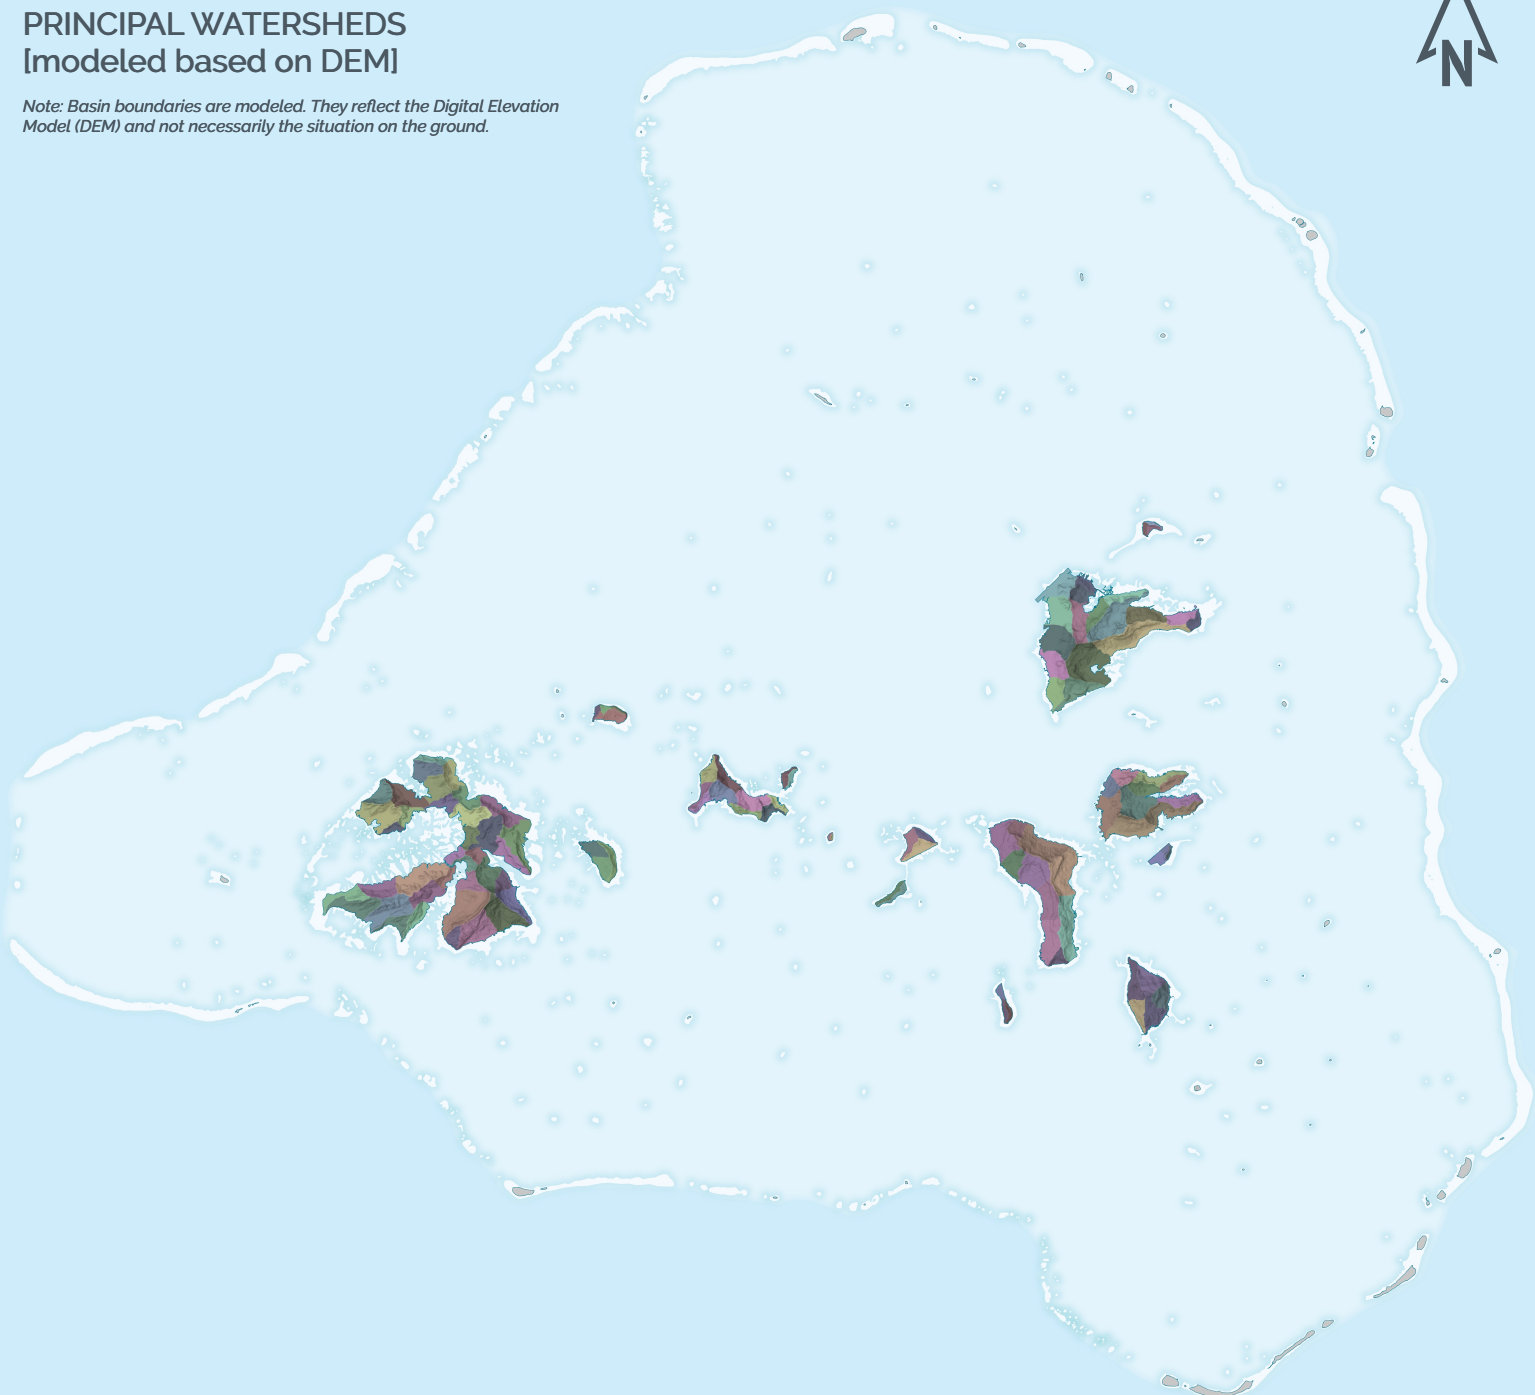 PRINCIPAL WATERSHEDS
[modeled based on DEM]
Note: Basin boundaries are modeled. They reflect the Digital Elevation
Model (DEM) and not necessarily the situation on the ground.
N